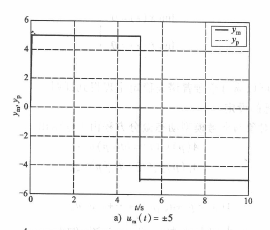 6
4
2
0
−2
−4
−6
0
2
4
6
8
10
y_m, y_p
y_m
y_p
t/s
a) u_m(t) = ±5